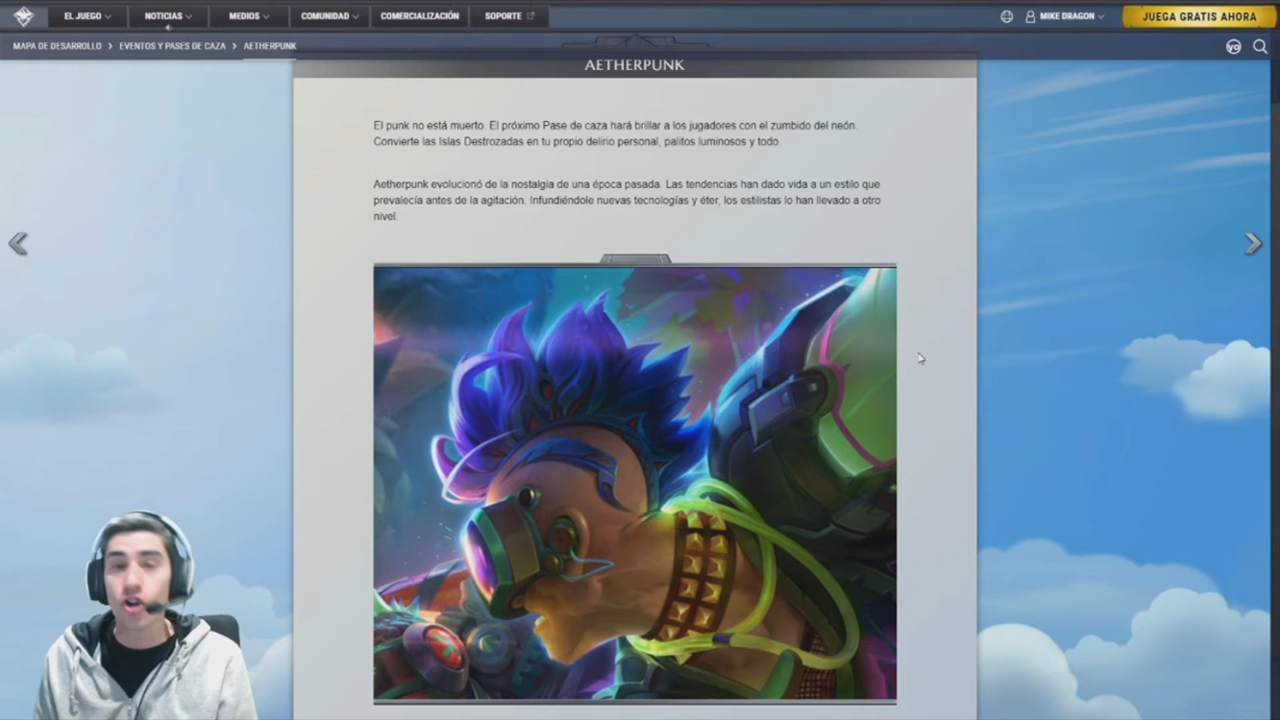 EL JUEGO NOTICIAS MEDIOS COMUNIDAD COMERCIALIZACIÓN SOPORTE MIKE DRAGON JUEGA GRATIS AHORA
MAPA DE DESARROLLO > EVENTOS Y PASES DE CAZA > AETHERPUNK
AETHERPUNK
El punk no está muerto. El próximo Pase de caza hará brillar a los jugadores con el zumbido del neón.
Convierte las Islas Destrozadas en tu propio delirio personal, palitos luminosos y todo.
Aetherpunk evolucionó de la nostalgia de una época pasada. Las tendencias han dado vida a un estilo que
prevalecía antes de la agitación. Infundiéndole nuevas tecnologías y éter, los estilistas lo han llevado a otro
nivel.